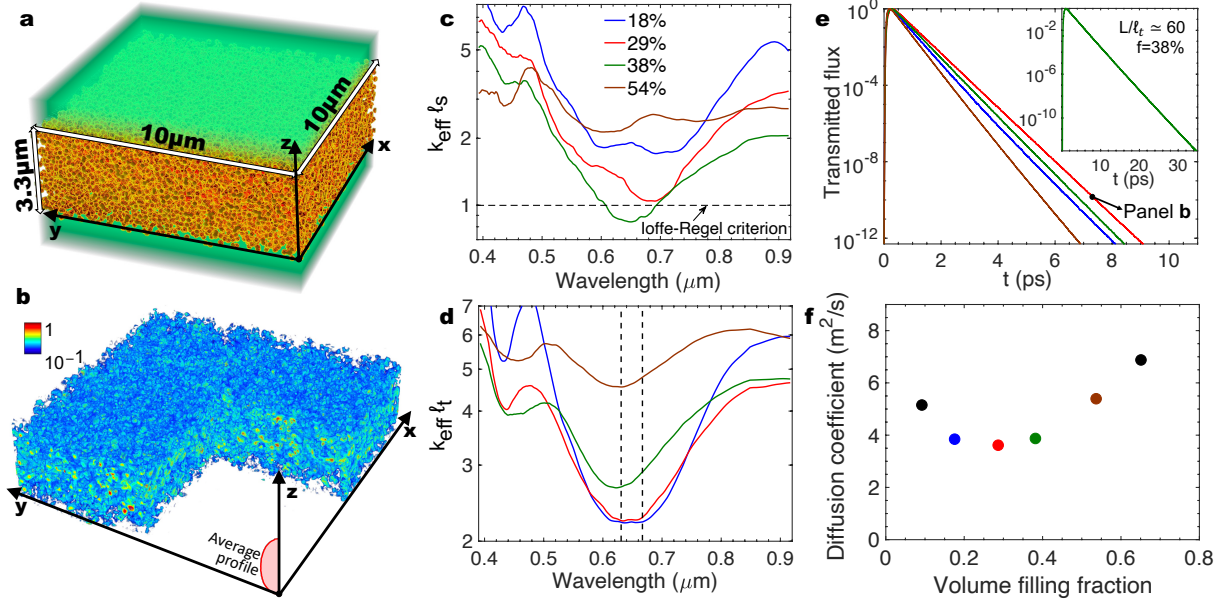 a
10μm
10μm
3.3μm
z
x
y
b
1
10⁻¹
x
y
z
Average
profile
c
k_eff ℓ_s
5
2
1
18%
29%
38%
54%
Ioffe-Regel criterion
0.4 0.5 0.6 0.7 0.8 0.9
Wavelength (μm)
d
k_eff ℓ_t
7
6
5
4
3
2
0.4 0.5 0.6 0.7 0.8 0.9
Wavelength (μm)
e
Transmitted flux
10⁰
10⁻⁴
10⁻⁸
10⁻¹²
0 2 4 6 8 10
t (ps)
Panel b
L/ℓ_t ≃ 60
f=38%
10⁻²
10⁻⁶
10⁻¹⁰
10 20 30
t (ps)
f
Diffusion coefficient (m²/s)
8
6
4
2
0
0.0 0.2 0.4 0.6 0.8
Volume filling fraction